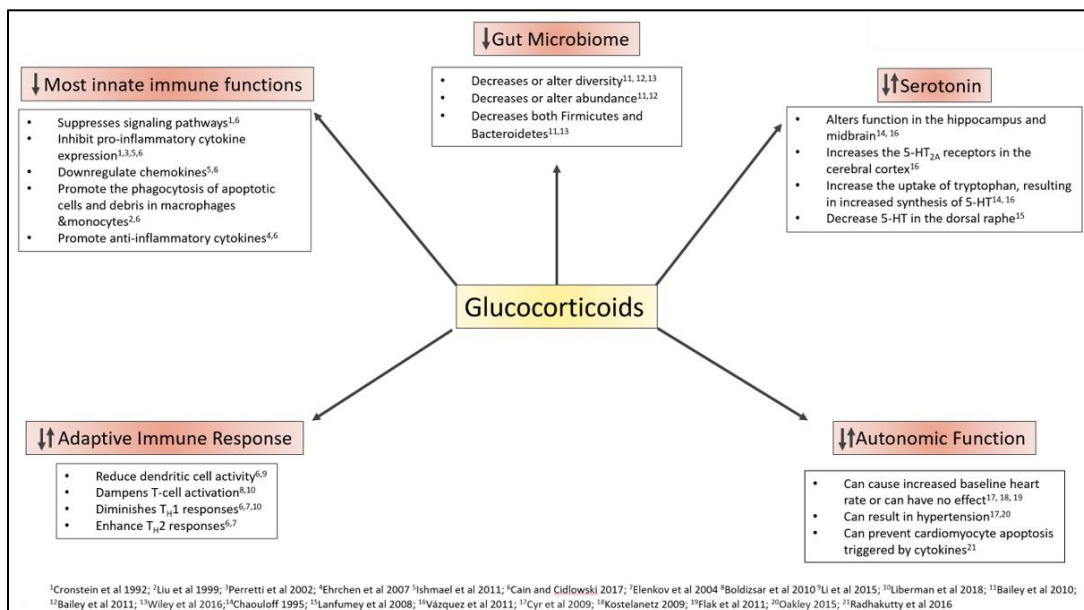 ↓Gut Microbiome
• Decreases or alter diversity11, 12,13
• Decreases or alter abundance11,12
• Decreases both Firmicutes and
Bacteroidetes11,13
↓Most innate immune functions
• Suppresses signaling pathways1,6
• Inhibit pro-inflammatory cytokine
expression1,3,5,6
• Downregulate chemokines5,6
• Promote the phagocytosis of apoptotic
cells and debris in macrophages
&monocytes2,6
• Promote anti-inflammatory cytokines4,6
↓↑Serotonin
• Alters function in the hippocampus and
midbrain14, 16
• Increases the 5-HT2A receptors in the
cerebral cortex16
• Increase the uptake of tryptophan, resulting
in increased synthesis of 5-HT14, 16
• Decrease 5-HT in the dorsal raphe15
Glucocorticoids
↓↑Adaptive Immune Response
• Reduce dendritic cell activity6,9
• Dampens T-cell activation8,10
• Diminishes TH1 responses6,7,10
• Enhance TH2 responses6,7
↓↑Autonomic Function
• Can cause increased baseline heart
rate or can have no effect17, 18, 19
• Can result in hypertension17,20
• Can prevent cardiomyocyte apoptosis
triggered by cytokines21
1Cronstein et al 1992; 2Liu et al 1999; 3Perretti et al 2002; 4Ehrchen et al 2007 5Ishmael et al 2011; 6Cain and Cidlowski 2017; 7Elenkov et al 2004 8Boldizsar et al 2010 9Li et al 2015; 10Liberman et al 2018; 11Bailey et al 2010;
12Bailey et al 2011; 13Wiley et al 2016;14Chaouloff 1995; 15Lanfumey et al 2008; 16Vázquez et al 2011; 17Cyr et al 2009; 18Kostelanetz 2009; 19Flak et al 2011; 20Oakley 2015; 21Radhakutty et al 2016